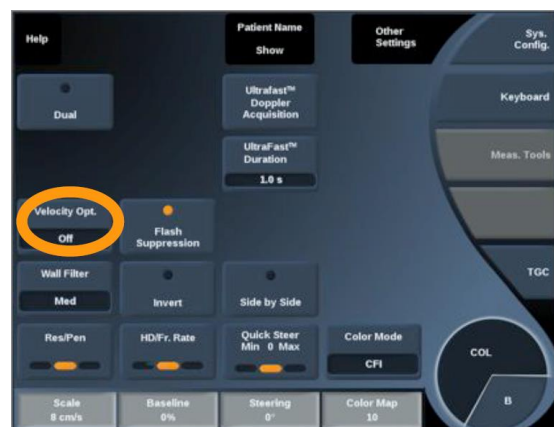 Help
Patient Name
Show
Other
Settings
Sys.
Config.
Dual
Ultrafast™
Doppler
Acquisition
Keyboard
UltraFast™
Duration
1.0 s
Meas. Tools
Velocity Opt.
Off
Flash
Suppression
Wall Filter
Med
Invert
Side by Side
TGC
Res/Pen
HD/Fr. Rate
Quick Steer
Min 0 Max
Color Mode
CFI
COL
B
Scale
8 cm/s
Baseline
0%
Steering
0°
Color Map
10